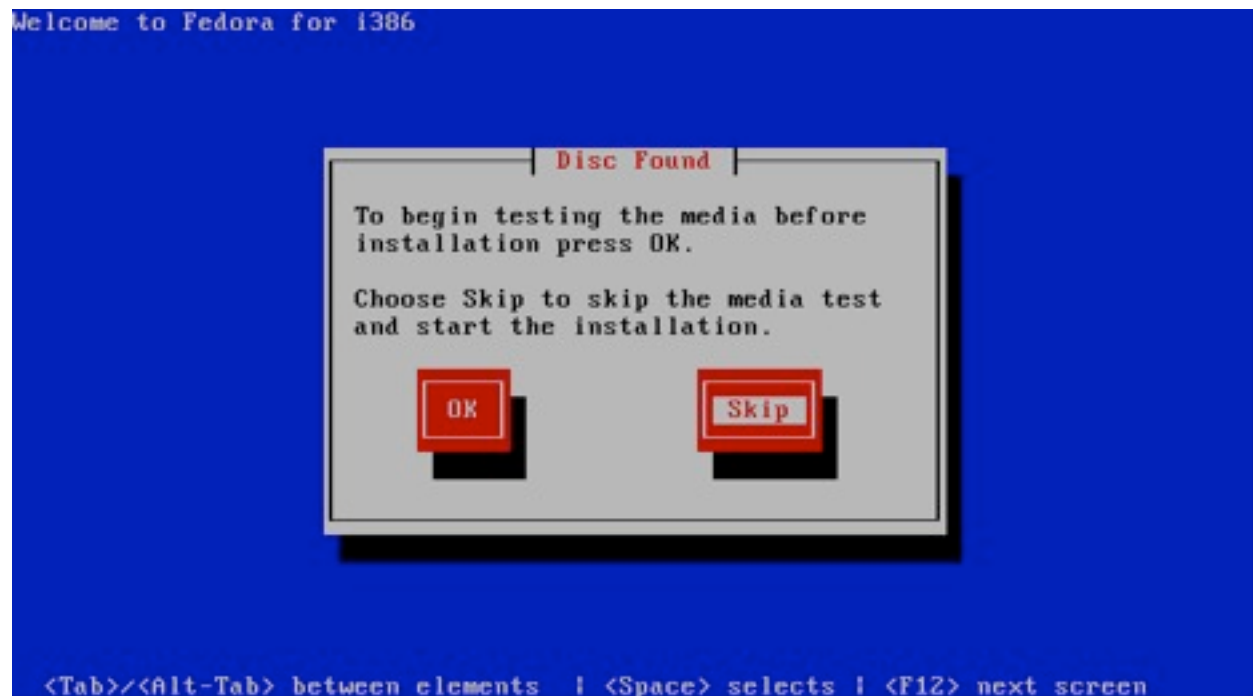 Welcome to Fedora for i386
Disc Found
To begin testing the media before
installation press OK.
Choose Skip to skip the media test
and start the installation.
OK Skip
<Tab>/<Alt-Tab> between elements | <Space> selects | <F12> next screen